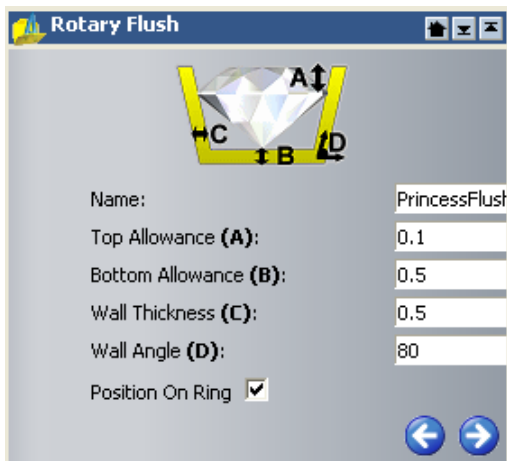 Rotary Flush
A
C
D
B
Name: PrincessFlush
Top Allowance (A): 0.1
Bottom Allowance (B): 0.5
Wall Thickness (C): 0.5
Wall Angle (D): 80
Position On Ring